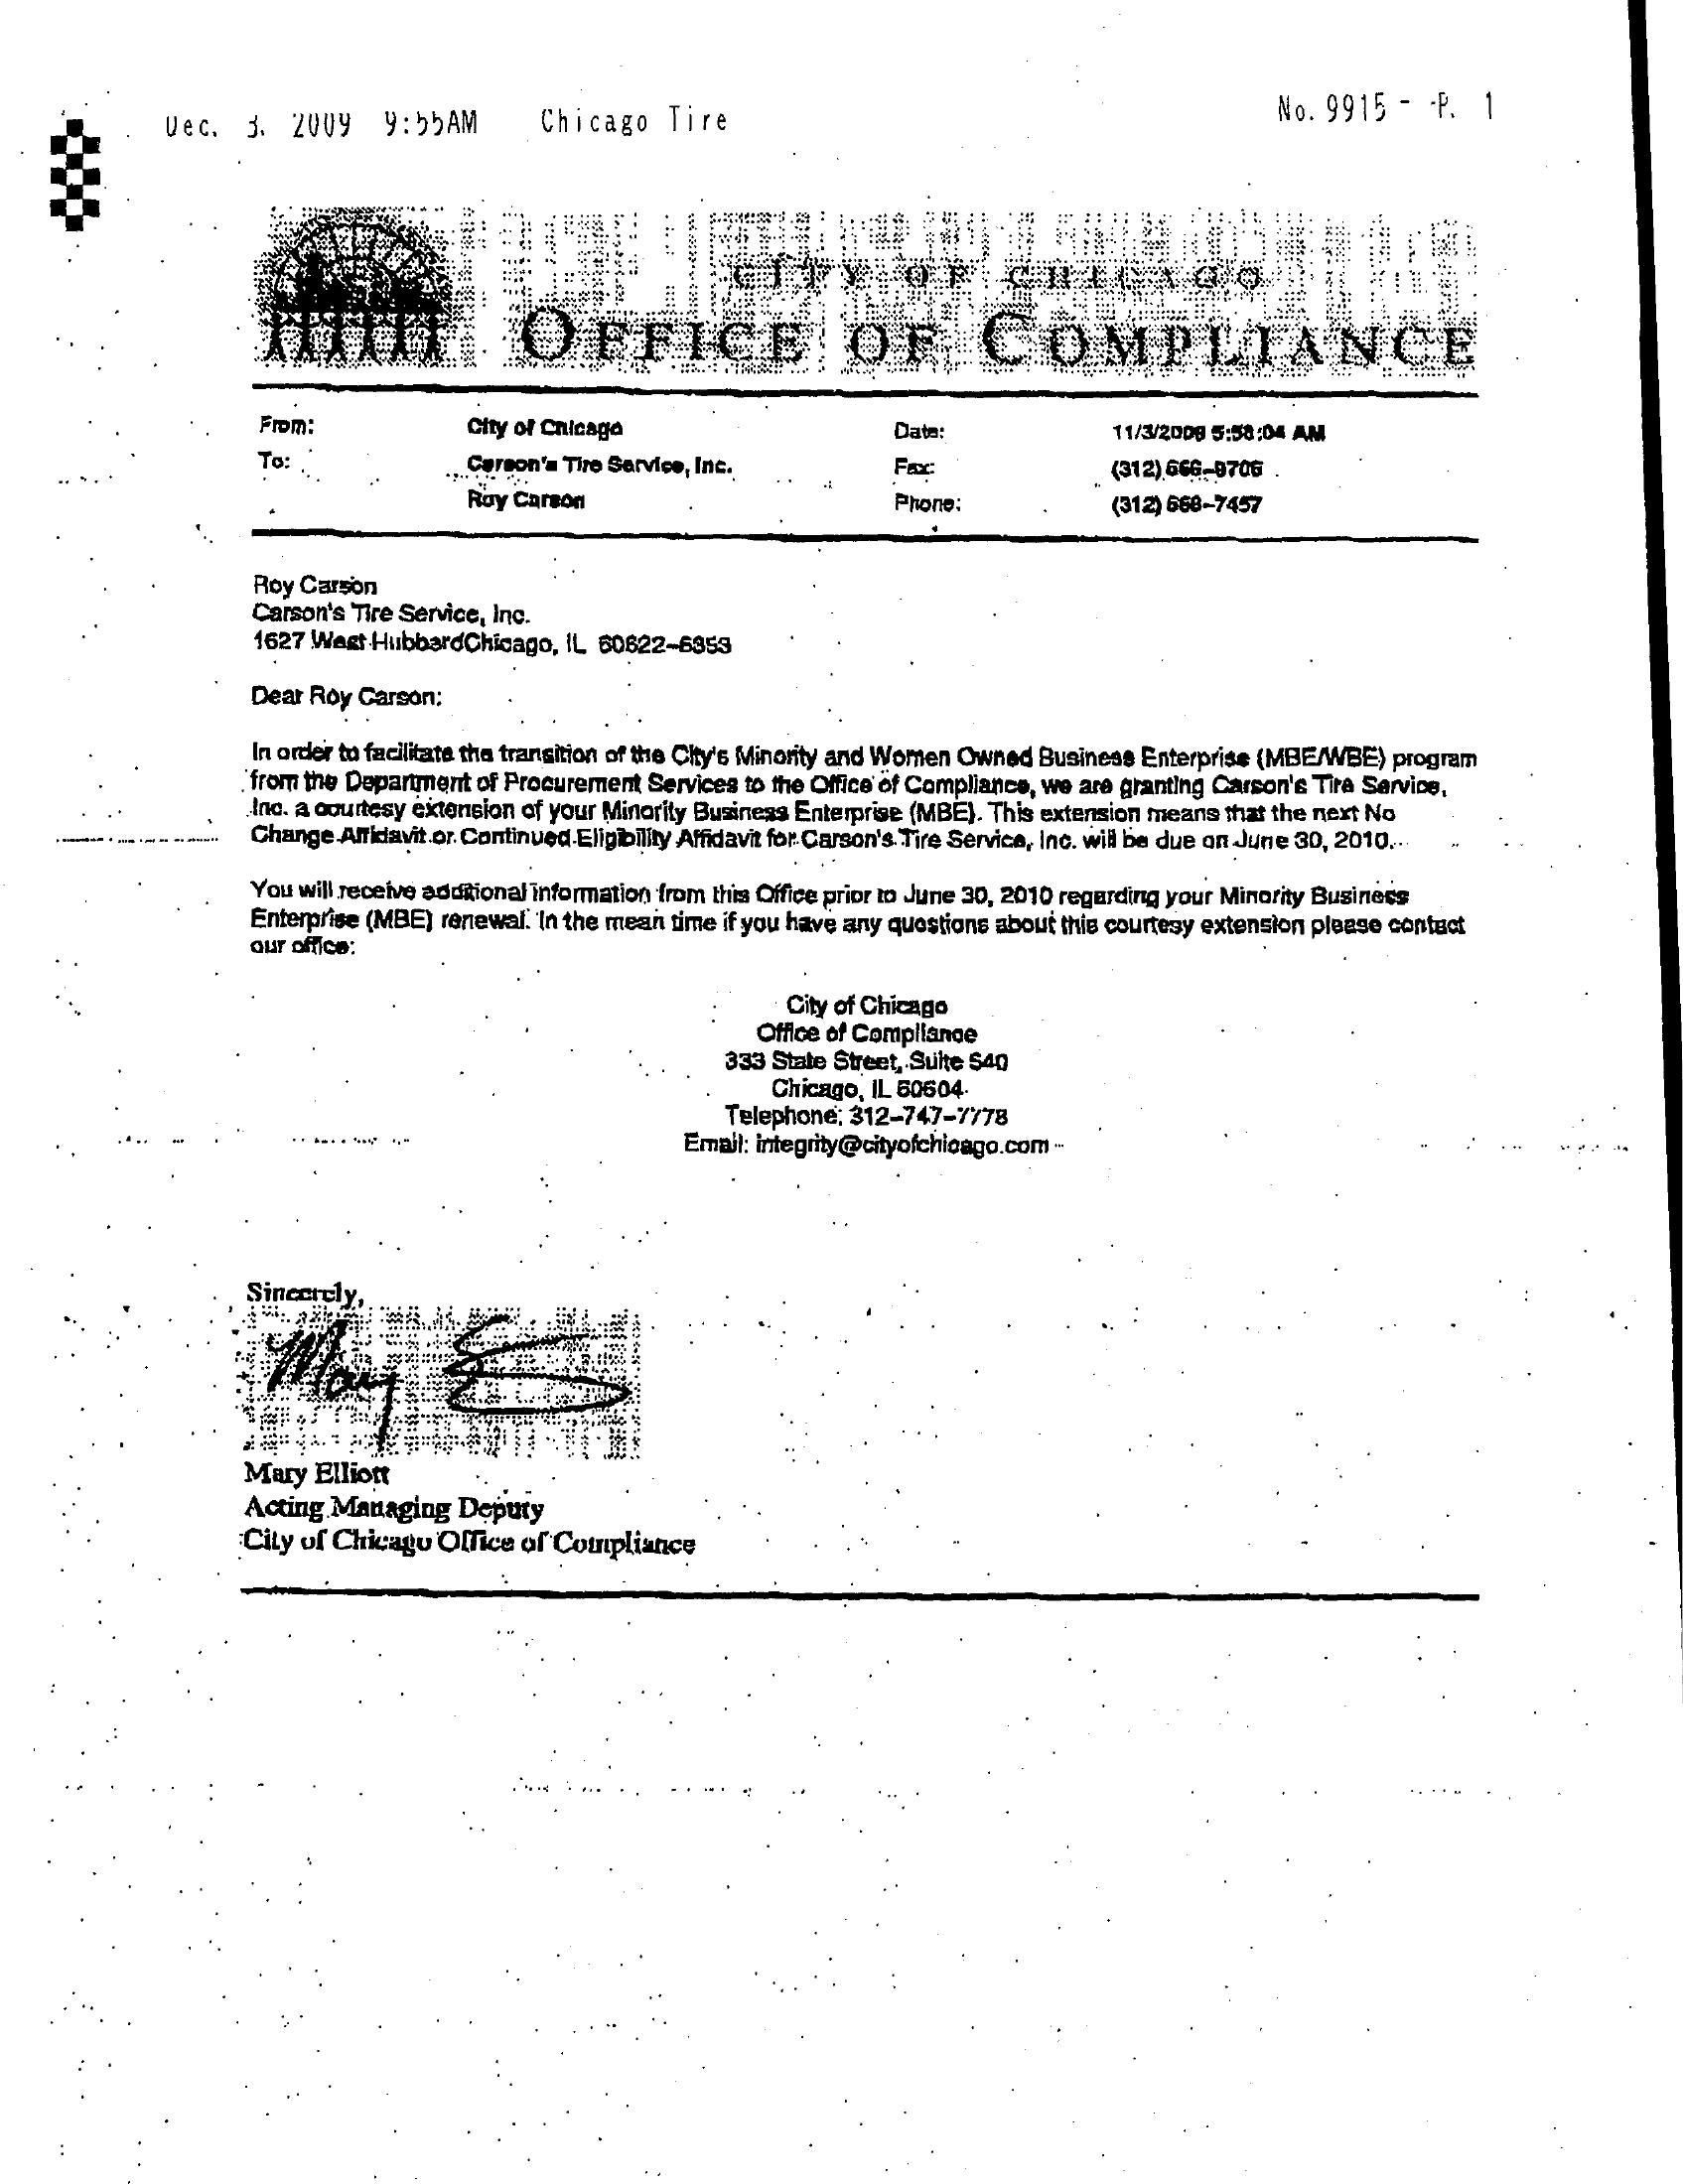 Dec. 3. 2009 9:55AM Chicago Tire No. 9915 - P. 1
CITY OF CHICAGO
OFFICE OF COMPLIANCE
From: City of Chicago Date: 11/3/2009 5:58:04 AM
To: Carson's Tire Service, Inc. Fax: (312) 666-9706
Roy Carson Phone: (312) 666-7457
Roy Carson
Carson's Tire Service, Inc.
1627 West HubbardChicago, IL 60622-6353
Dear Roy Carson:
In order to facilitate the transition of the City's Minority and Women Owned Business Enterprise (MBE/WBE) program
from the Department of Procurement Services to the Office of Compliance, we are granting Carson's Tire Service,
Inc. a courtesy extension of your Minority Business Enterprise (MBE). This extension means that the next No
Change Affidavit or Continued Eligibility Affidavit for Carson's Tire Service, Inc. will be due on June 30, 2010.
You will receive additional information from this Office prior to June 30, 2010 regarding your Minority Business
Enterprise (MBE) renewal. In the mean time if you have any questions about this courtesy extension please contact
our office:
City of Chicago
Office of Compliance
333 State Street, Suite 540
Chicago, IL 60604
Telephone: 312-747-7778
Email: integrity@cityofchicago.com
Sincerely,
Mary E
Mary Elliott
Acting Managing Deputy
City of Chicago Office of Compliance